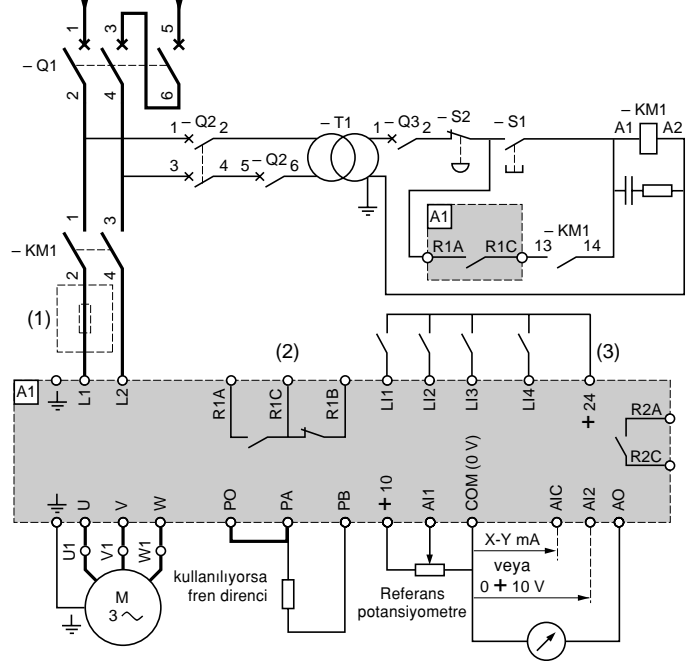 1 3 5
– Q1
2 4 6
1 – Q2 2 – T1 1 – Q3 2 – S2 – S1 – KM1
A1 A2
3 4 5 – Q2 6
1 3
A1
R1A R1C 13 – KM1 14
– KM1
2 4
(1) (2) (3)
A1
L1 L2 R1A R1C R1B LI1 LI2 LI3 LI4 + 24
R2A
R2C
U V W PO PA PB + 10 AI1 COM (0 V) AIC AI2 AO
U1 V1 W1
X-Y mA
veya
0 + 10 V
kullanılıyorsa
fren direnci
Referans
potansiyometre
M
3